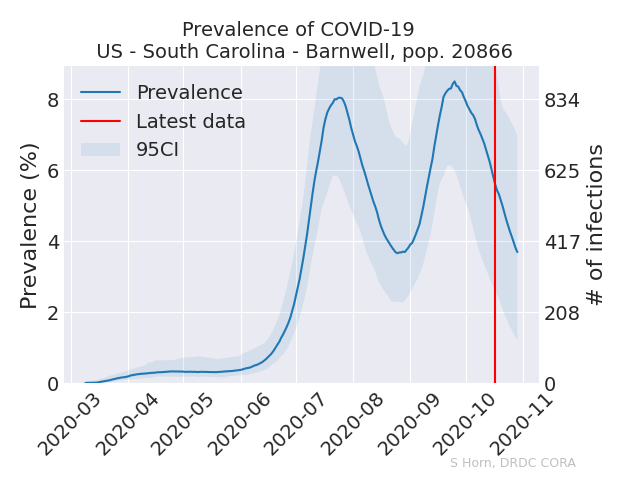 Prevalence of COVID-19
US - South Carolina - Barnwell, pop. 20866
Prevalence
Latest data
95CI
Prevalence (%)
8
6
4
2
0
834
625
417
208
0
# of infections
2020-03
2020-04
2020-05
2020-06
2020-07
2020-08
2020-09
2020-10
2020-11
S Horn, DRDC CORA